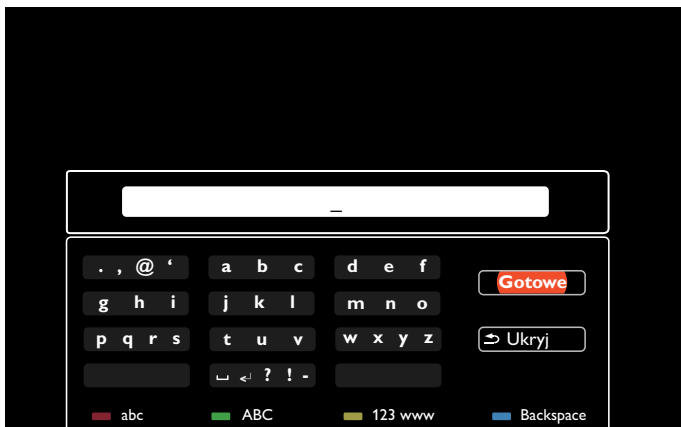 _
. , @ ‘ a b c d e f
Gotowe
g h i j k l m n o
p q r s t u v w x y z
Ukryj
␣ ↵ ? ! -
abc ABC 123 www Backspace